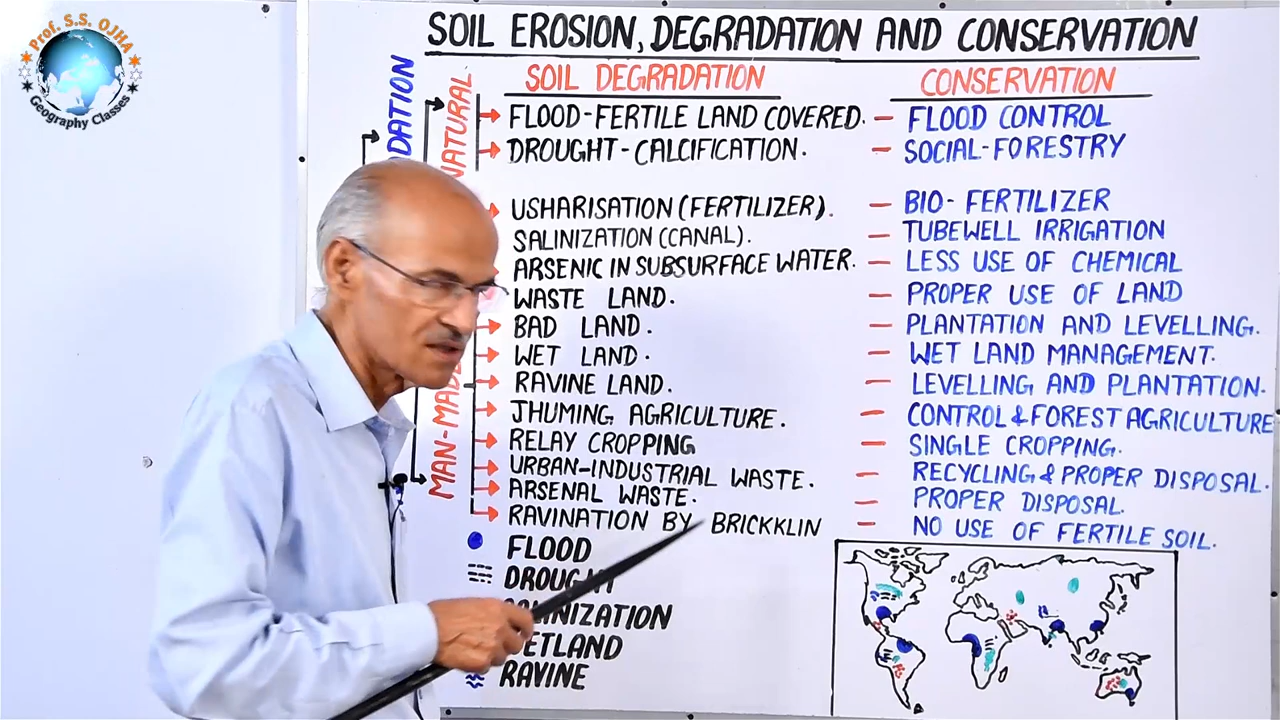 Prof. S.S. OJHA
Geography Classes
SOIL EROSION, DEGRADATION AND CONSERVATION
DATION
NATURAL
MAN-MADE
SOIL DEGRADATION
CONSERVATION
FLOOD-FERTILE LAND COVERED. - FLOOD CONTROL
DROUGHT-CALCIFICATION. - SOCIAL-FORESTRY
USHARISATION (FERTILIZER). - BIO-FERTILIZER
SALINIZATION (CANAL). - TUBEWELL IRRIGATION
ARSENIC IN SUBSURFACE WATER. - LESS USE OF CHEMICAL
WASTE LAND. - PROPER USE OF LAND
BAD LAND. - PLANTATION AND LEVELLING.
WET LAND. - WET LAND MANAGEMENT.
RAVINE LAND. - LEVELLING AND PLANTATION.
JHUMING AGRICULTURE. - CONTROL & FOREST AGRICULTURE
RELAY CROPPING - SINGLE CROPPING.
URBAN-INDUSTRIAL WASTE. - RECYCLING & PROPER DISPOSAL.
ARSENAL WASTE. - PROPER DISPOSAL.
RAVINATION BY BRICKKLIN - NO USE OF FERTILE SOIL.
FLOOD
DROUGHT
RAVINE